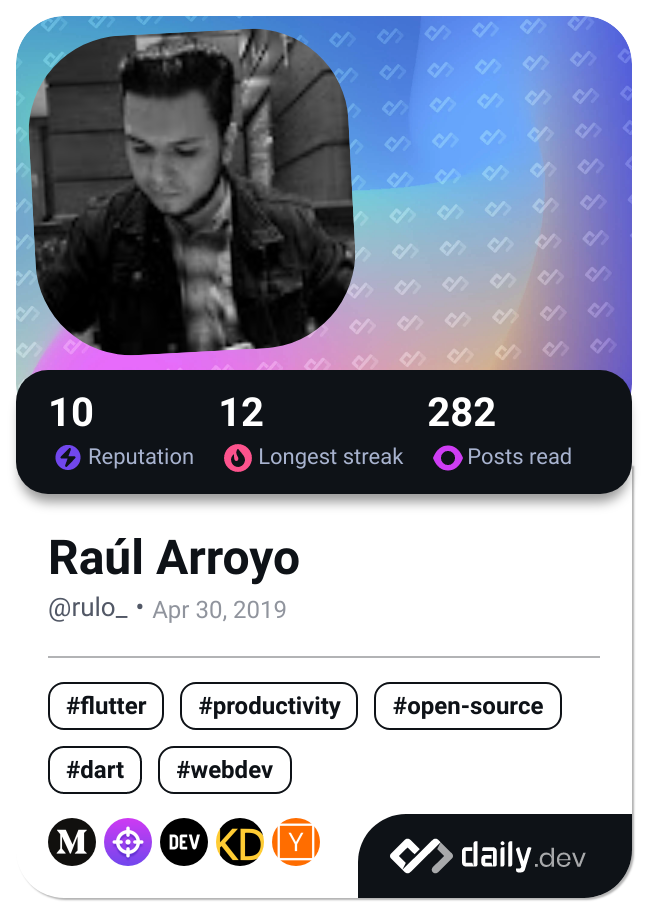 10 12 282
Reputation Longest streak Posts read
Raúl Arroyo
@rulo_ • Apr 30, 2019
#flutter #productivity #open-source
#dart #webdev
M DEV KD Y
daily.dev